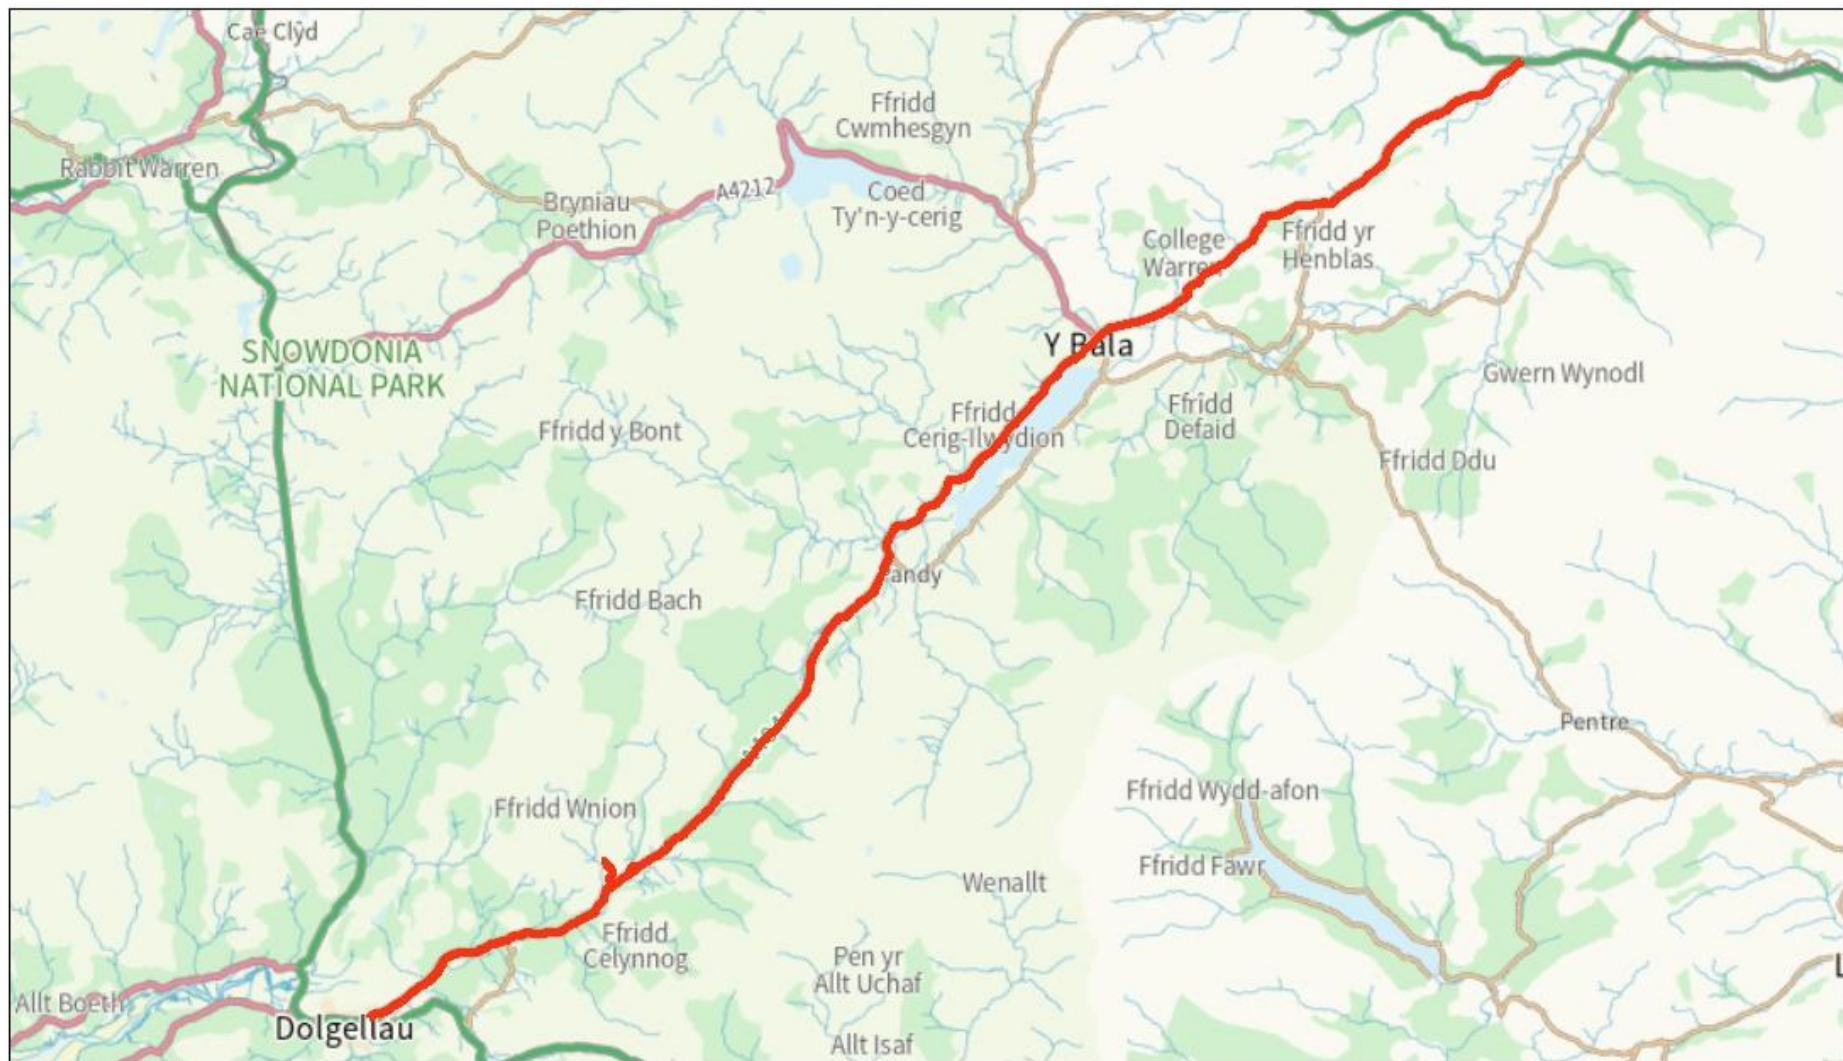 Cae Clŷd
Ffridd
Cwmhesgyn
Rabbit Warren
A4212
Coed
Ty'n-y-cerig
Bryniau
Poethion
College
Warren
Ffridd yr
Henblas
SNOWDONIA
NATIONAL PARK
Y Bala
Gwern Wynodl
Ffridd
Cerig-llwydion
Ffridd
Defaid
Ffridd y Bont
Ffridd Ddu
Pandy
Ffridd Bach
Pentre
Ffridd Wydd-afon
Ffridd Wnion
Ffridd Fawr
Wenallt
Ffridd
Celynnog
Pen yr
Allt Uchaf
L
Allt Boeth
Dolgellau
Allt Isaf